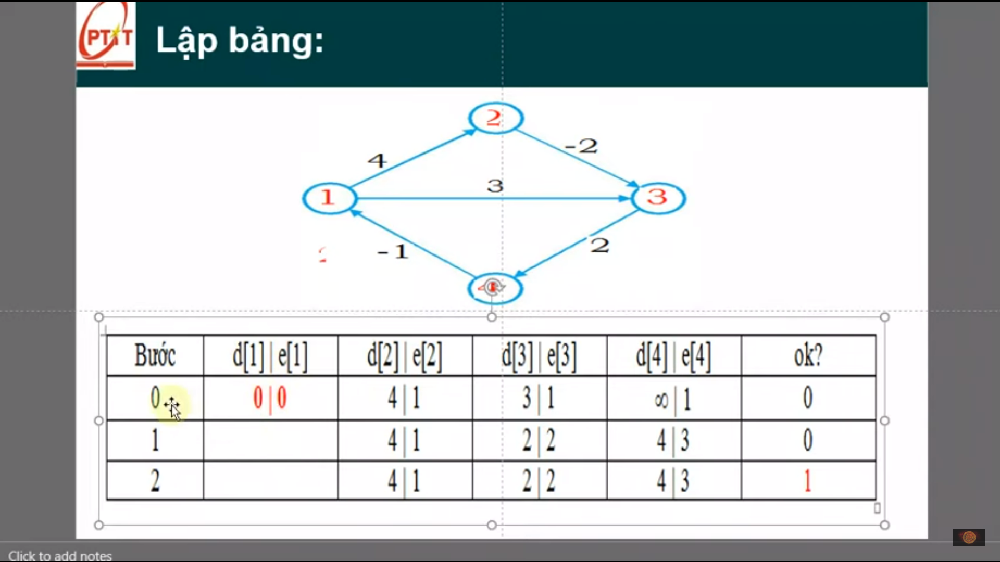 PTIT
Lập bảng:
2
4
-2
3
1
3
-1
2
Bước d[1] | e[1] d[2] | e[2] d[3] | e[3] d[4] | e[4] ok?
0 0 | 0 4 | 1 3 | 1 ∞ | 1 0
1 4 | 1 2 | 2 4 | 3 0
2 4 | 1 2 | 2 4 | 3 1
Click to add notes